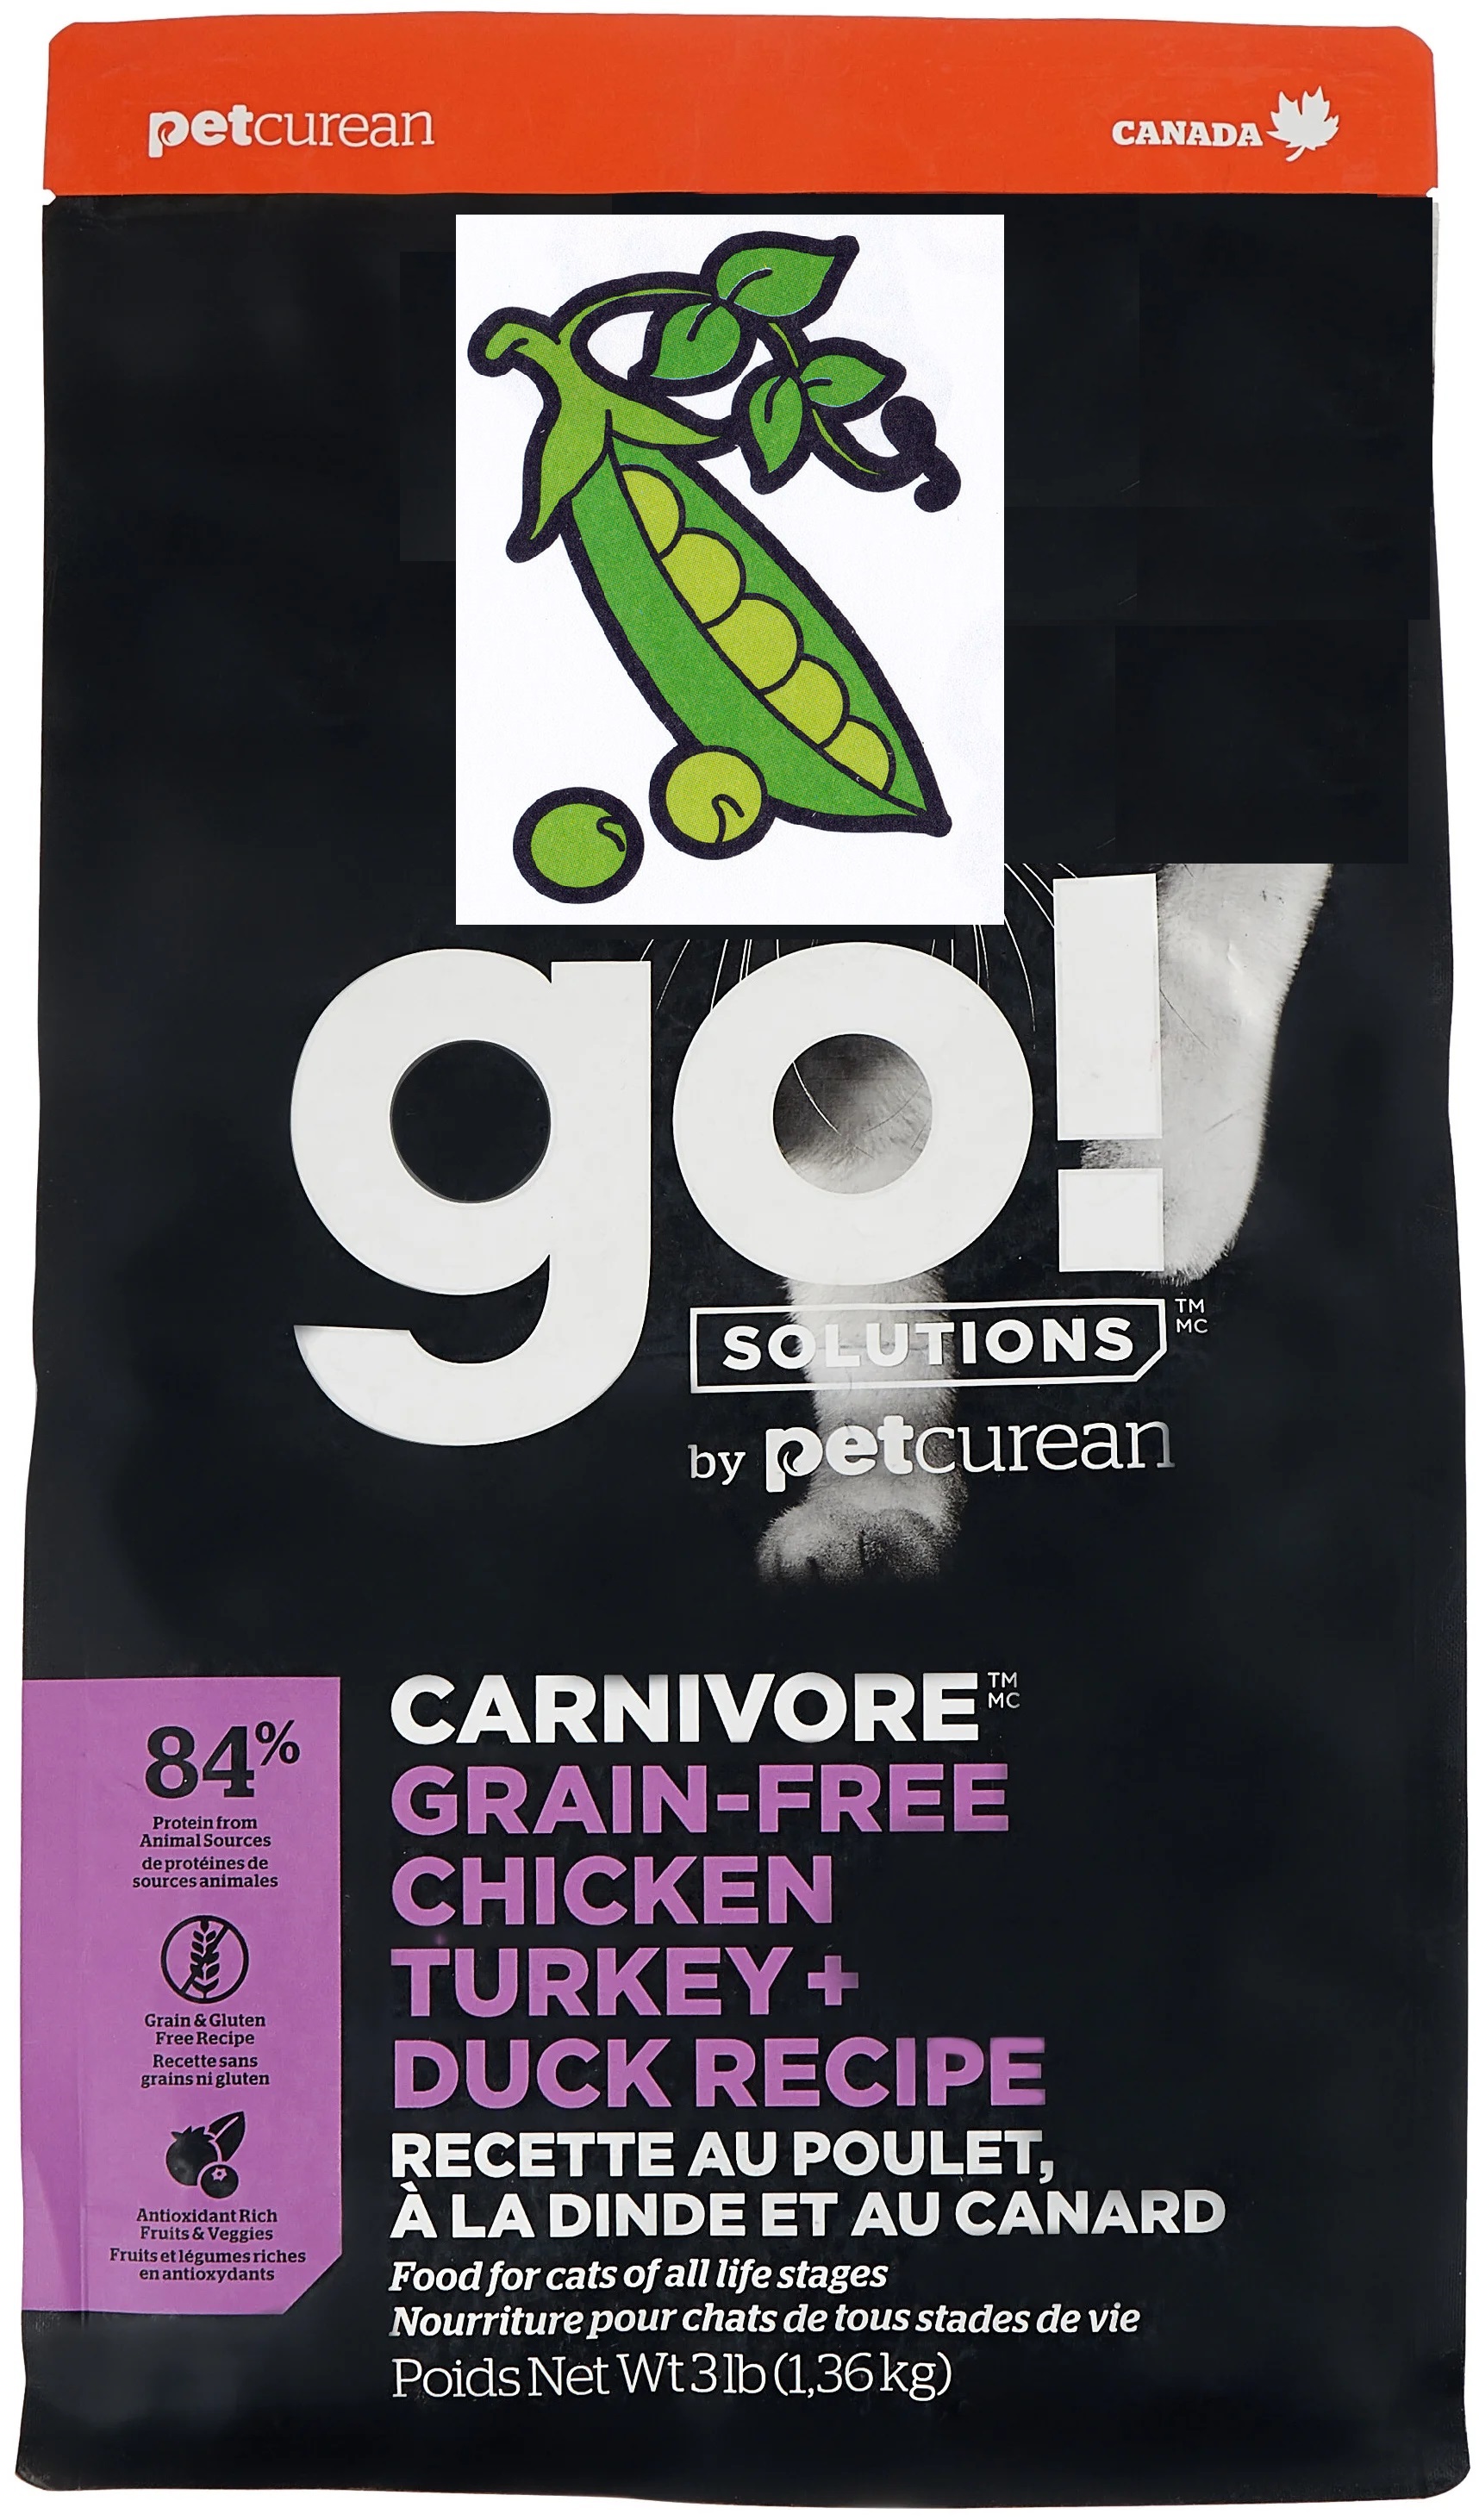 petcurean
CANADA
go!
SOLUTIONS
TM
MC
by petcurean
84%
Protein from
Animal Sources
de protéines de
sources animales
Grain & Gluten
Free Recipe
Recette sans
grains ni gluten
Antioxidant Rich
Fruits & Veggies
Fruits et légumes riches
en antioxydants
CARNIVORE
TM
MC
GRAIN-FREE
CHICKEN
TURKEY +
DUCK RECIPE
RECETTE AU POULET,
À LA DINDE ET AU CANARD
Food for cats of all life stages
Nourriture pour chats de tous stades de vie
Poids Net Wt 3 lb (1,36 kg)